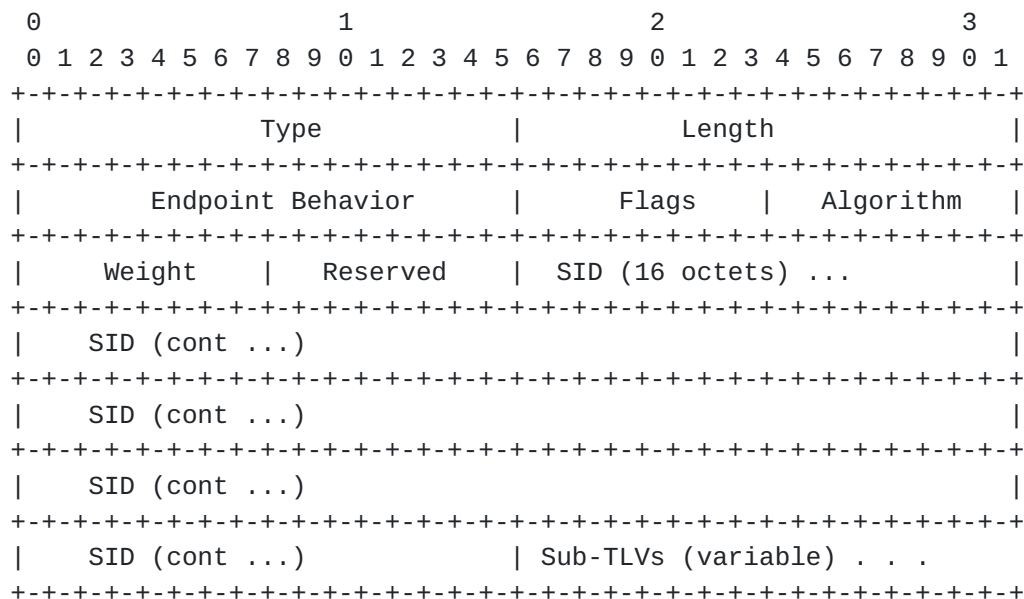 0                   1                   2                   3
 0 1 2 3 4 5 6 7 8 9 0 1 2 3 4 5 6 7 8 9 0 1 2 3 4 5 6 7 8 9 0 1
+-+-+-+-+-+-+-+-+-+-+-+-+-+-+-+-+-+-+-+-+-+-+-+-+-+-+-+-+-+-+-+-+
|               Type            |          Length               |
+-+-+-+-+-+-+-+-+-+-+-+-+-+-+-+-+-+-+-+-+-+-+-+-+-+-+-+-+-+-+-+-+
|        Endpoint Behavior      |      Flags    |   Algorithm   |
+-+-+-+-+-+-+-+-+-+-+-+-+-+-+-+-+-+-+-+-+-+-+-+-+-+-+-+-+-+-+-+-+
|     Weight    |   Reserved    |  SID (16 octets) ...          |
+-+-+-+-+-+-+-+-+-+-+-+-+-+-+-+-+-+-+-+-+-+-+-+-+-+-+-+-+-+-+-+-+
|    SID (cont ...)                                             |
+-+-+-+-+-+-+-+-+-+-+-+-+-+-+-+-+-+-+-+-+-+-+-+-+-+-+-+-+-+-+-+-+
|    SID (cont ...)                                             |
+-+-+-+-+-+-+-+-+-+-+-+-+-+-+-+-+-+-+-+-+-+-+-+-+-+-+-+-+-+-+-+-+
|    SID (cont ...)                                             |
+-+-+-+-+-+-+-+-+-+-+-+-+-+-+-+-+-+-+-+-+-+-+-+-+-+-+-+-+-+-+-+-+
|    SID (cont ...)             | Sub-TLVs (variable) . . .
+-+-+-+-+-+-+-+-+-+-+-+-+-+-+-+-+-+-+-+-+-+-+-+-+-+-+-+-+-+-+-+-+